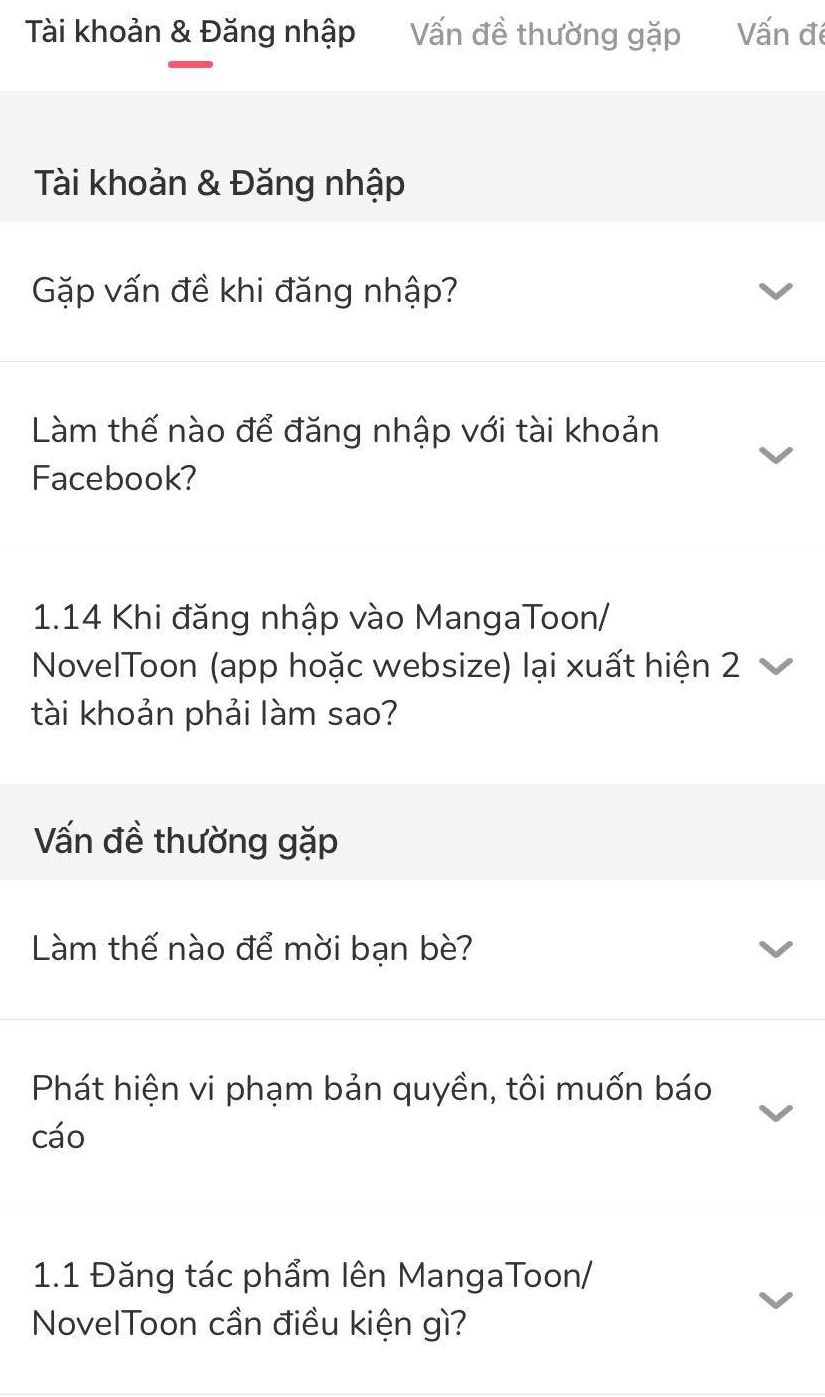 Tài khoản & Đăng nhập
Vấn đề thường gặp
Vấn đề
Tài khoản & Đăng nhập
Gặp vấn đề khi đăng nhập?
Làm thế nào để đăng nhập với tài khoản
Facebook?
1.14 Khi đăng nhập vào MangaToon/
NovelToon (app hoặc websize) lại xuất hiện 2
tài khoản phải làm sao?
Vấn đề thường gặp
Làm thế nào để mời bạn bè?
Phát hiện vi phạm bản quyền, tôi muốn báo
cáo
1.1 Đăng tác phẩm lên MangaToon/
NovelToon cần điều kiện gì?